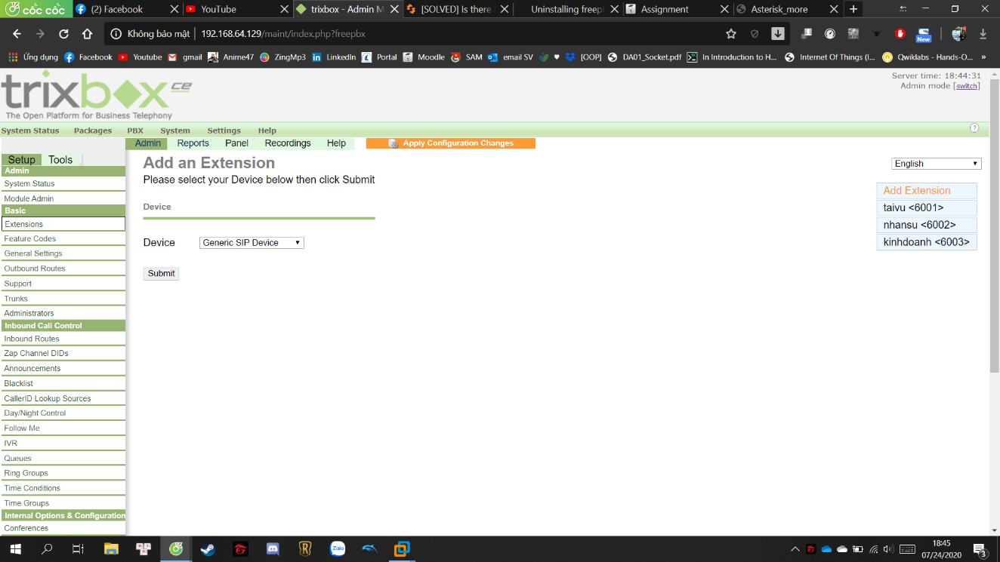 cốc cốc
(2) Facebook
YouTube
trixbox - Admin M
[SOLVED] Is there
Uninstalling freep
Assignment
Asterisk_more
Không bảo mật
192.168.64.129/maint/index.php?freepbx
New
Ứng dụng
Facebook
Youtube
gmail
Anime47
ZingMp3
LinkedIn
Portal
Moodle
SAM
email SV
[OOP]
DA01_Socket.pdf
In Introduction to H...
Internet Of Things (I...
Qwiklabs - Hands-O...
»
trixbox ce
The Open Platform for Business Telephony
Server time: 18:44:31
Admin mode [switch]
System Status Packages PBX System Settings Help
?
Admin Reports Panel Recordings Help
Apply Configuration Changes
Setup Tools
Admin
System Status
Module Admin
Basic
Extensions
Feature Codes
General Settings
Outbound Routes
Support
Trunks
Administrators
Inbound Call Control
Inbound Routes
Zap Channel DIDs
Announcements
Blacklist
CallerID Lookup Sources
Day/Night Control
Follow Me
IVR
Queues
Ring Groups
Time Conditions
Time Groups
Internal Options & Configuration
Conferences
Add an Extension
Please select your Device below then click Submit
Device
Device
Generic SIP Device
Submit
English
Add Extension
taivu <6001>
nhansu <6002>
kinhdoanh <6003>
Zalo
18:45
07/24/2020
3